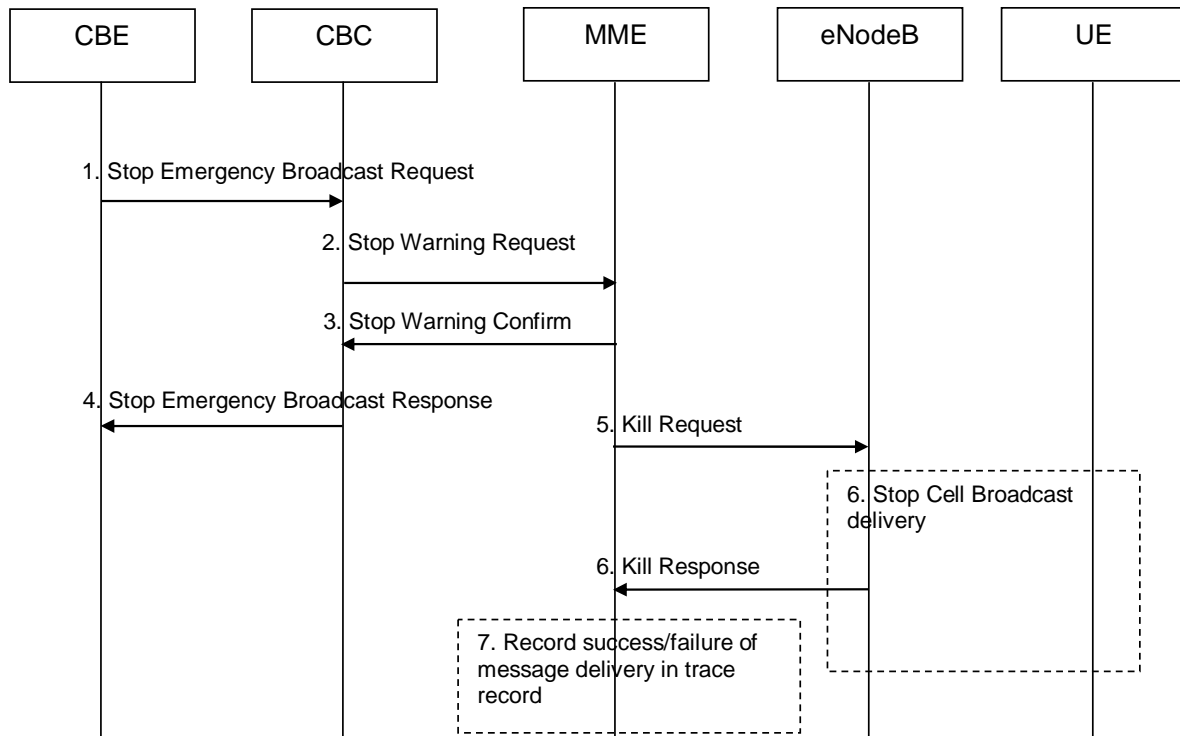 CBE
CBC
MME
eNodeB
UE
1. Stop Emergency Broadcast Request
2. Stop Warning Request
3. Stop Warning Confirm
4. Stop Emergency Broadcast Response
5. Kill Request
6. Stop Cell Broadcast
delivery
6. Kill Response
7. Record success/failure of
message delivery in trace
record